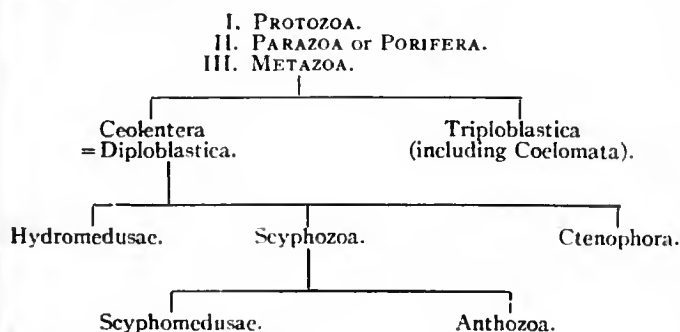 I. PROTOZOA.
II. PARAZOA or PORIFERA.
III. METAZOA.
Ceolentera Triploblastica
= Diploblastica. (including Coelomata).
Hydromedusae. Scyphozoa. Ctenophora.
Scyphomedusae. Anthozoa.